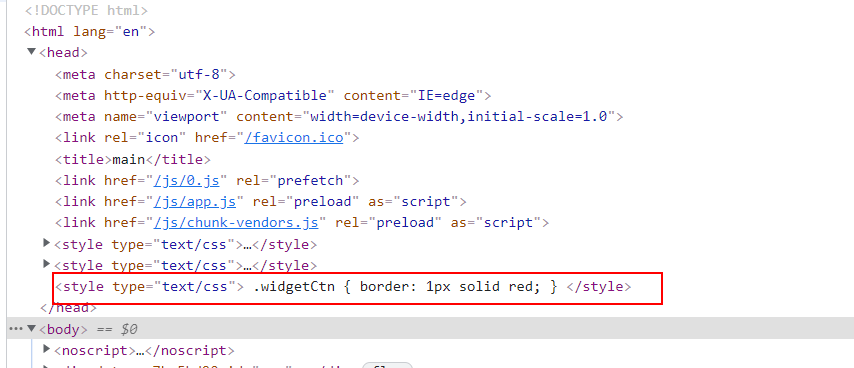 <!DOCTYPE html>
<html lang="en">
▼<head>
<meta charset="utf-8">
<meta http-equiv="X-UA-Compatible" content="IE=edge">
<meta name="viewport" content="width=device-width,initial-scale=1.0">
<link rel="icon" href="/favicon.ico">
<title>main</title>
<link href="/js/0.js" rel="prefetch">
<link href="/js/app.js" rel="preload" as="script">
<link href="/js/chunk-vendors.js" rel="preload" as="script">
▶<style type="text/css">…</style>
▶<style type="text/css">…</style>
<style type="text/css"> .widgetCtn { border: 1px solid red; } </style>
</head>
…▼<body> == $0
▶<noscript>…</noscript>